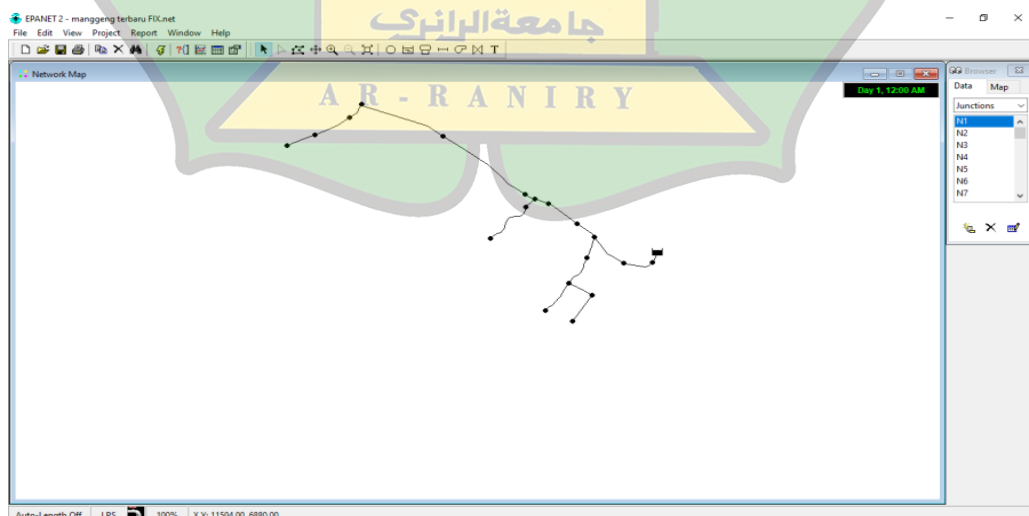 EPANET 2 - manggeng terbaru FIX.net
File Edit View Project Report Window Help
جامعة الرانري
Network Map
Browser
Data Map
Day 1, 12:00 AM
A R - R A N I R Y
Junctions
N1
N2
N3
N4
N5
N6
N7
Auto-Length Off LPS 100% X,Y: 11504.00, 6880.00